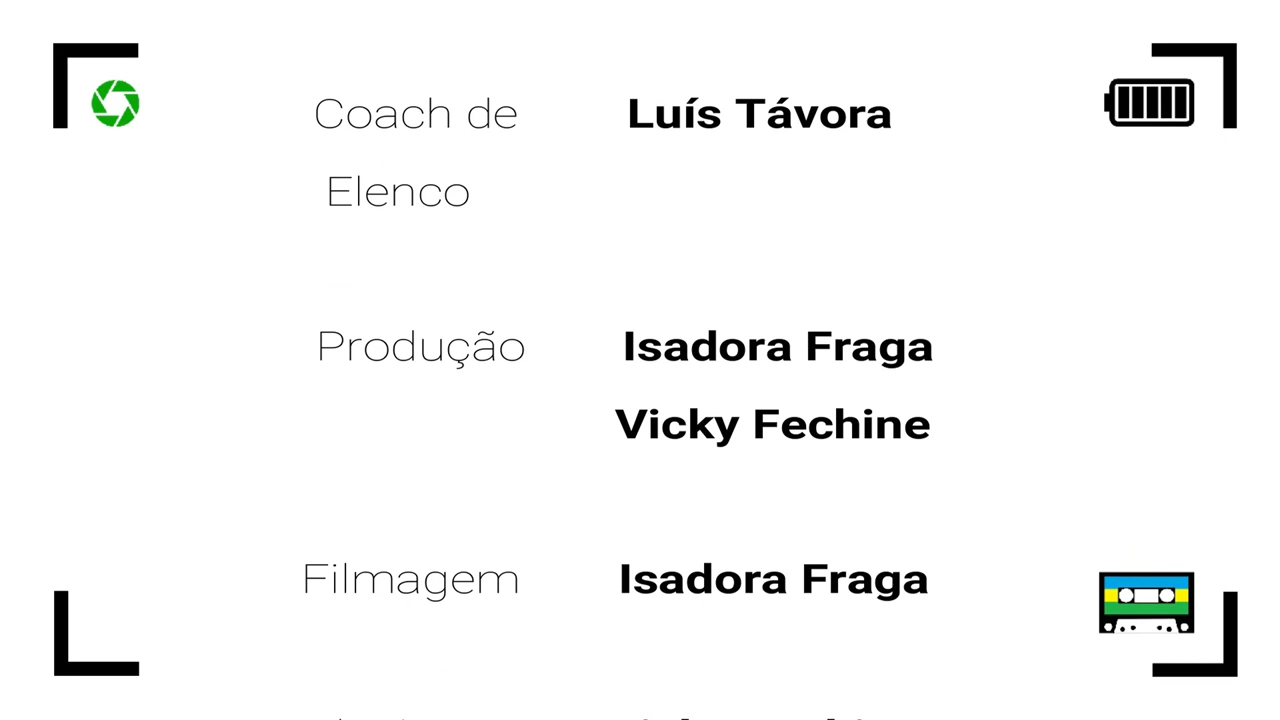 Coach de Luís Távora
Elenco
Produção Isadora Fraga
Vicky Fechine
Filmagem Isadora Fraga